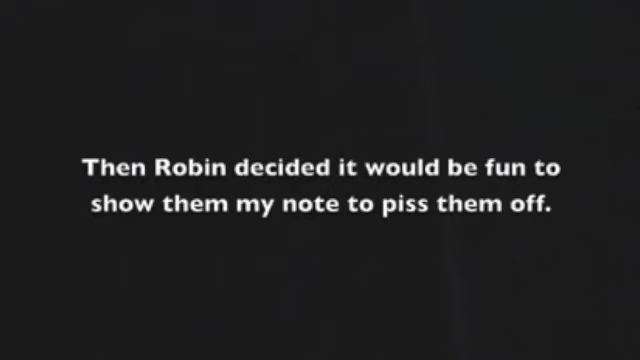 Then Robin decided it would be fun to
show them my note to piss them off.